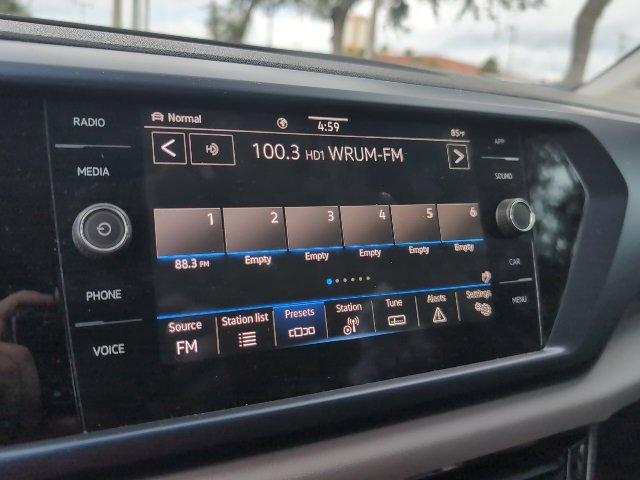 RADIO
MEDIA
PHONE
VOICE
Normal
4:59
85°F
100.3 HD1 WRUM-FM
1 2 3 4 5 6
88.3 FM Empty Empty Empty Empty Empty
Source Station list Presets Station Tune Alerts Settings
FM
APP
SOUND
CAR
MENU